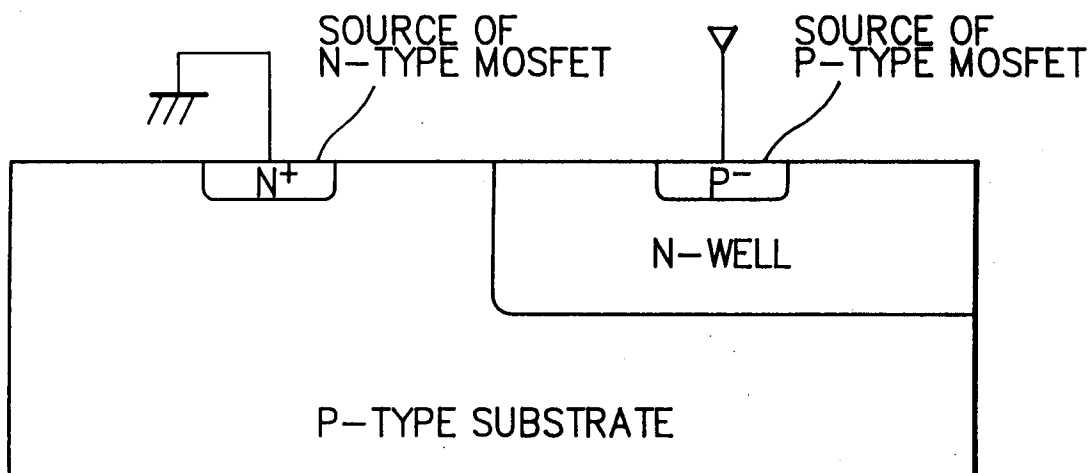 SOURCE OF
N-TYPE MOSFET
SOURCE OF
P-TYPE MOSFET
N+
P-
N-WELL
P-TYPE SUBSTRATE